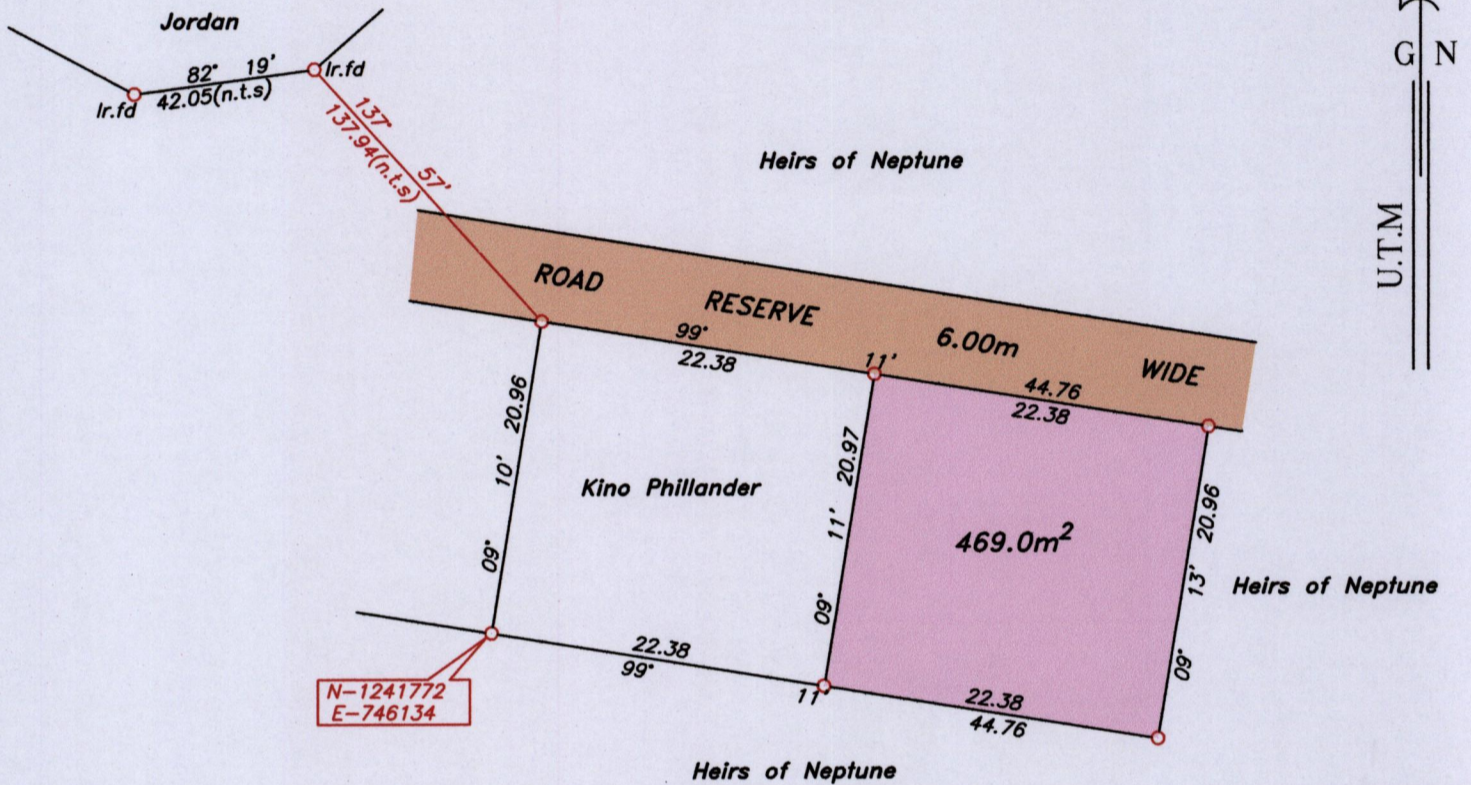 Jordan
82° 19'
42.05(n.t.s)
Ir.fd
Ir.fd
137° 57'
137.94(n.t.s)
G N
U.T.M
Heirs of Neptune
ROAD RESERVE 6.00m WIDE
99° 11'
22.38
44.76
22.38
09° 10' 20.96
Kino Phillander
09° 11' 20.97
469.0m²
09° 13' 20.96
Heirs of Neptune
22.38
99° 11'
22.38
44.76
N-1241772
E-746134
Heirs of Neptune